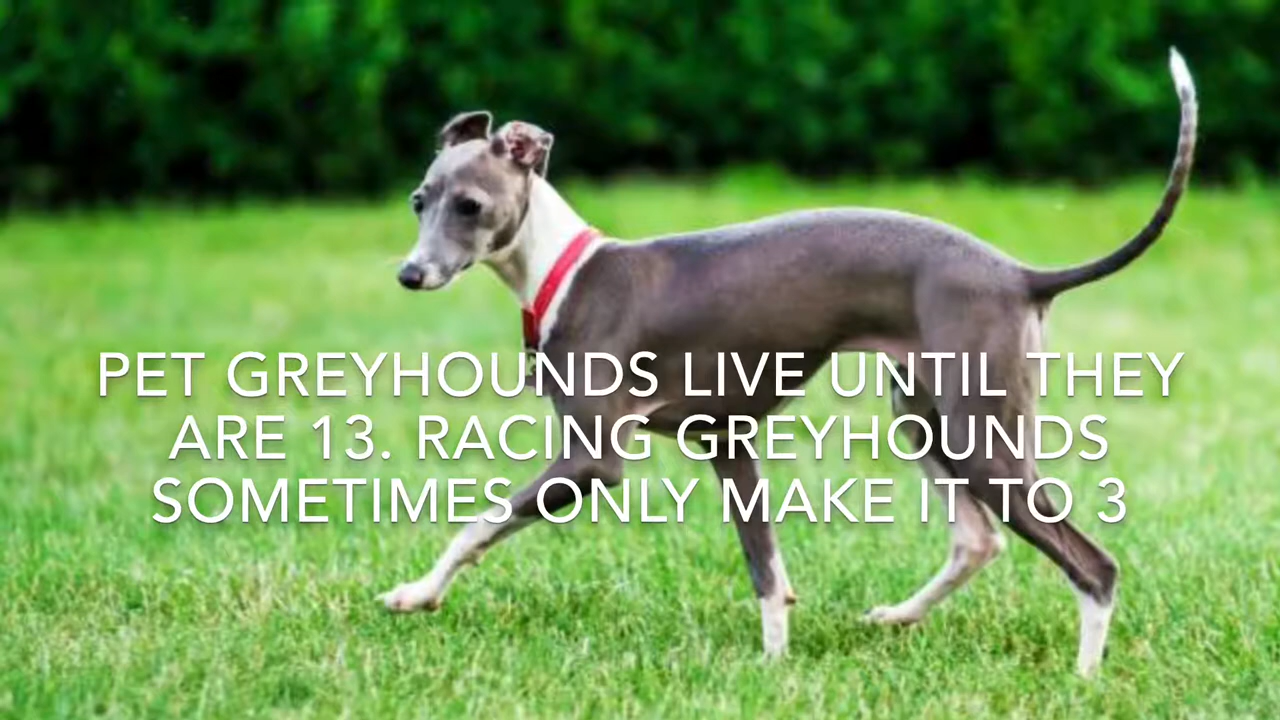 PET GREYHOUNDS LIVE UNTIL THEY
ARE 13. RACING GREYHOUNDS
SOMETIMES ONLY MAKE IT TO 3